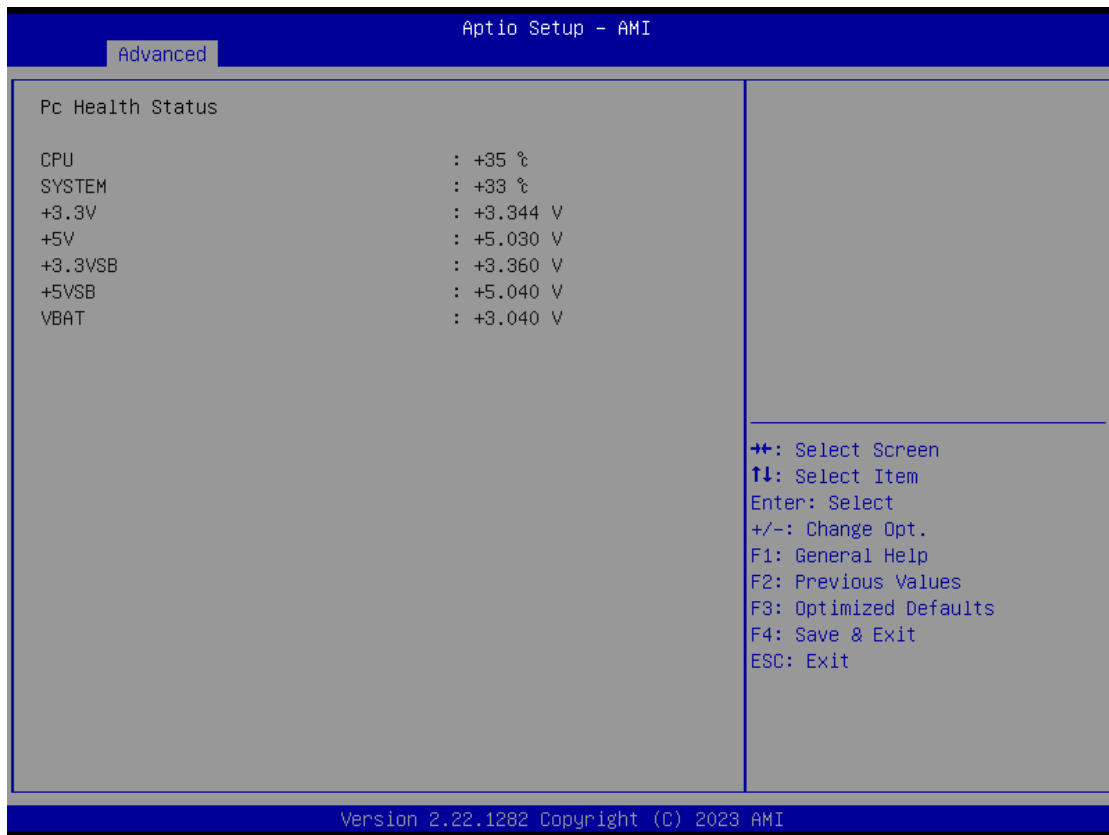 Aptio Setup - AMI
Advanced
Pc Health Status
CPU : +35 ℃
SYSTEM : +33 ℃
+3.3V : +3.344 V
+5V : +5.030 V
+3.3VSB : +3.360 V
+5VSB : +5.040 V
VBAT : +3.040 V
→←: Select Screen
↑↓: Select Item
Enter: Select
+/-: Change Opt.
F1: General Help
F2: Previous Values
F3: Optimized Defaults
F4: Save & Exit
ESC: Exit
Version 2.22.1282 Copyright (C) 2023 AMI